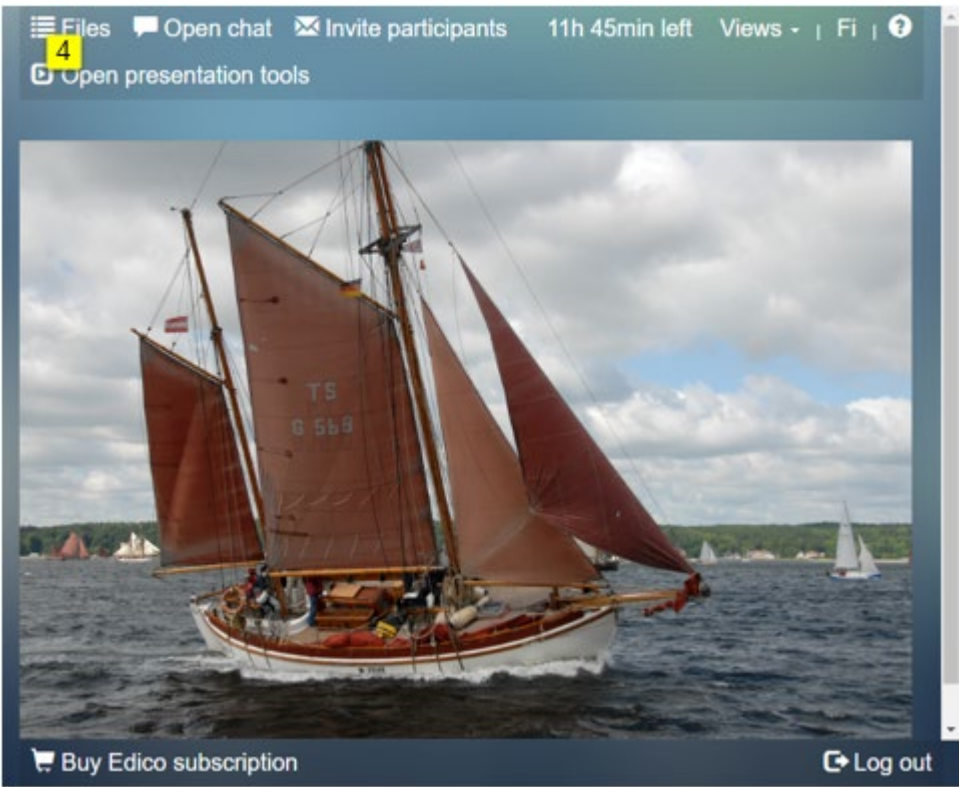 Files Open chat Invite participants 11h 45min left Views | Fi | ?
4
Open presentation tools
TS
G 568
Buy Edico subscription
Log out